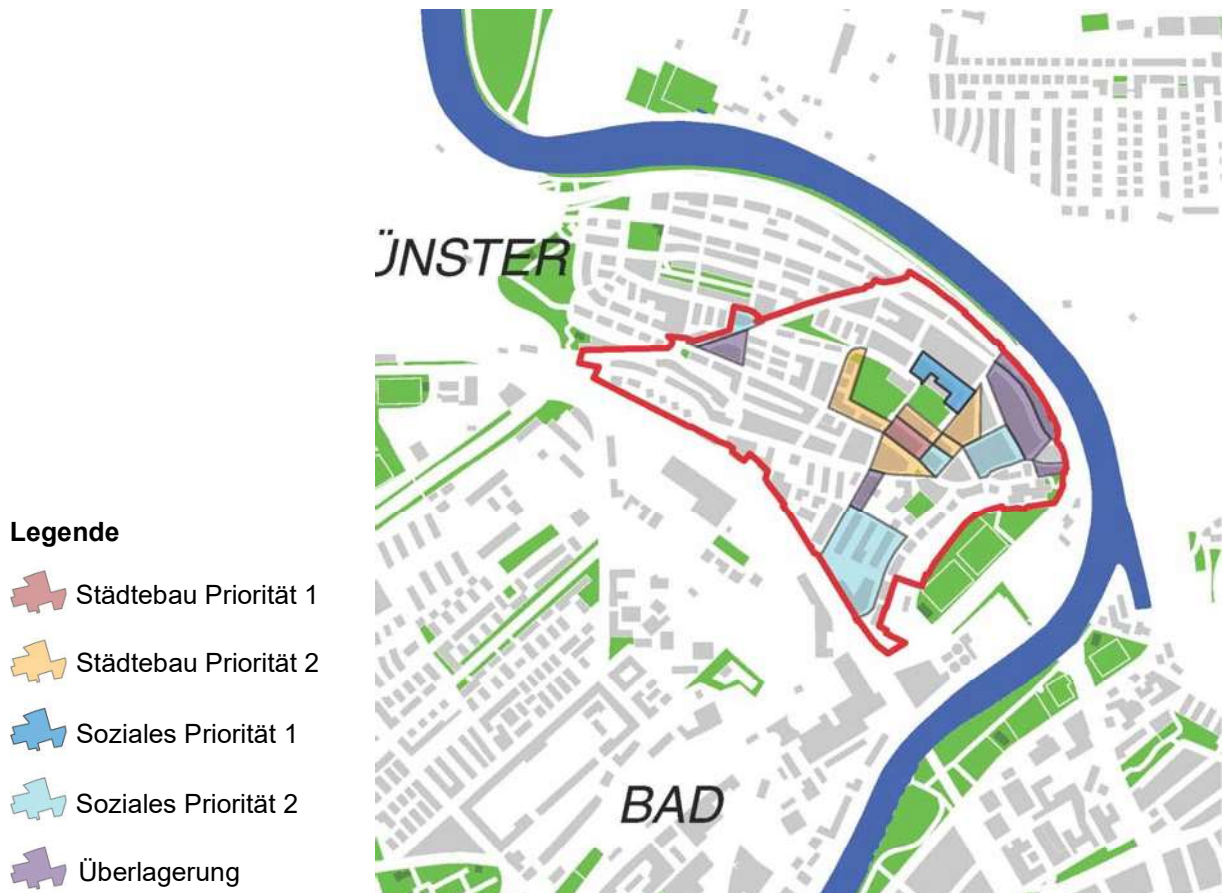 ÜNSTER
Legende
Städtebau Priorität 1
Städtebau Priorität 2
Soziales Priorität 1
Soziales Priorität 2
Überlagerung
BAD